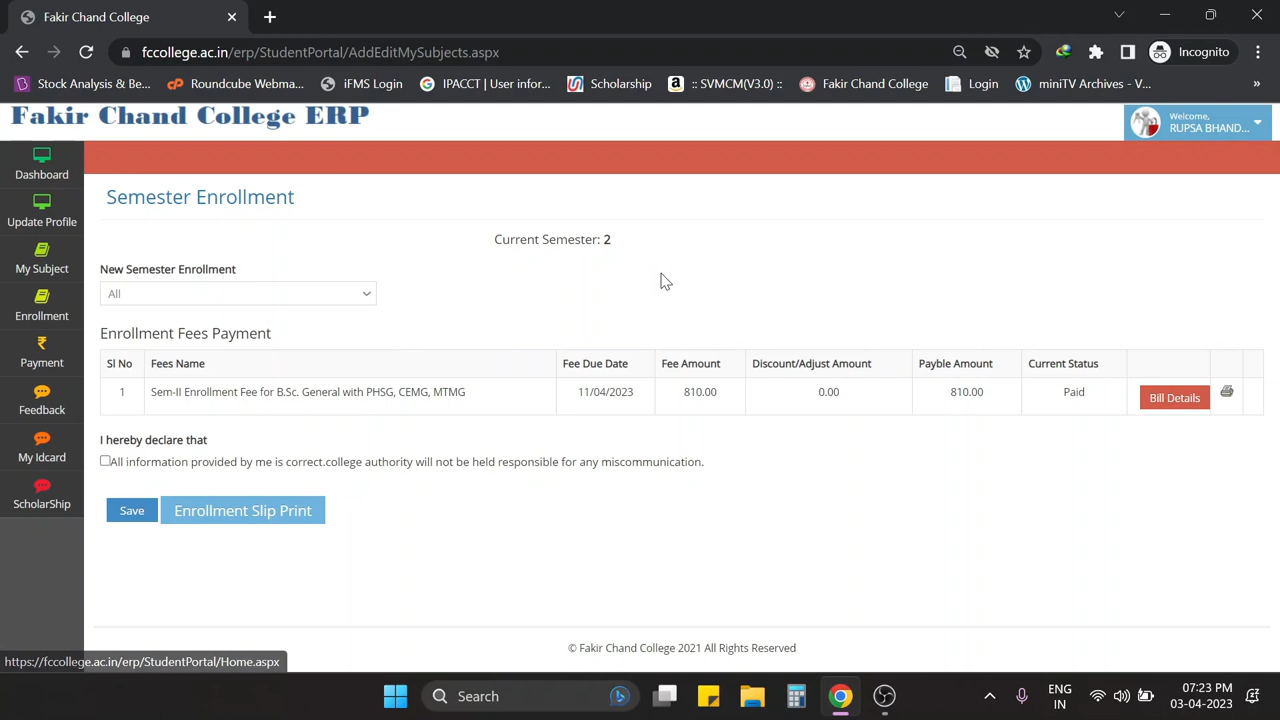 Fakir Chand College
fccollege.ac.in/erp/StudentPortal/AddEditMySubjects.aspx
Incognito
Stock Analysis & Be...
Roundcube Webma...
iFMS Login
IPACCT | User infor...
Scholarship
:: SVMCM(V3.0) ::
Fakir Chand College
Login
miniTV Archives - V...
»
Fakir Chand College ERP
Welcome,
RUPSA BHAND...
Dashboard
Update Profile
My Subject
Enrollment
Payment
Feedback
My Idcard
ScholarShip
Semester Enrollment
Current Semester: 2
New Semester Enrollment
All
Enrollment Fees Payment
Sl No Fees Name Fee Due Date Fee Amount Discount/Adjust Amount Payble Amount Current Status
1 Sem-II Enrollment Fee for B.Sc. General with PHSG, CEMG, MTMG 11/04/2023 810.00 0.00 810.00 Paid Bill Details
I hereby declare that
All information provided by me is correct.college authority will not be held responsible for any miscommunication.
Save Enrollment Slip Print
© Fakir Chand College 2021 All Rights Reserved
https://fccollege.ac.in/erp/StudentPortal/Home.aspx
Search
ENG
IN
07:23 PM
03-04-2023